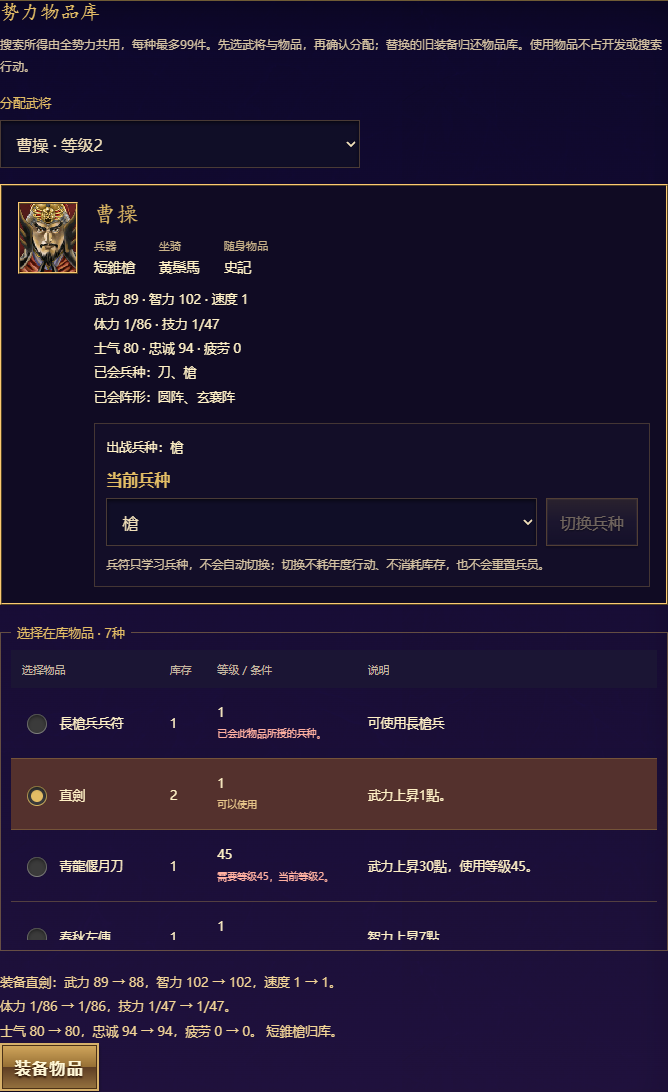 势力物品库
搜索所得由全势力共用，每种最多99件。先选武将与物品，再确认分配；替换的旧装备归还物品库。使用物品不占开发或搜索
行动。
分配武将
曹操 · 等级2
曹操
兵器 坐骑 随身物品
短錐槍 黃鬃馬 史記
武力 89 · 智力 102 · 速度 1
体力 1/86 · 技力 1/47
士气 80 · 忠诚 94 · 疲劳 0
已会兵种：刀、槍
已会阵形：圆阵、玄襄阵
出战兵种：槍
当前兵种
槍 切换兵种
兵符只学习兵种，不会自动切换；切换不耗年度行动、不消耗库存，也不会重置兵员。
选择在库物品 · 7种
选择物品 库存 等级 / 条件 说明
長槍兵兵符 1 1 可使用長槍兵
已会此物品所授的兵种。
直劍 2 1 武力上昇1點。
可以使用
青龍偃月刀 1 45 武力上昇30點，使用等級45。
需要等级45，当前等级2。
春秋左傳 1 1 智力上昇7點
装备直劍：武力 89 → 88，智力 102 → 102，速度 1 → 1。
体力 1/86 → 1/86，技力 1/47 → 1/47。
士气 80 → 80，忠诚 94 → 94，疲劳 0 → 0。 短錐槍归库。
装备物品